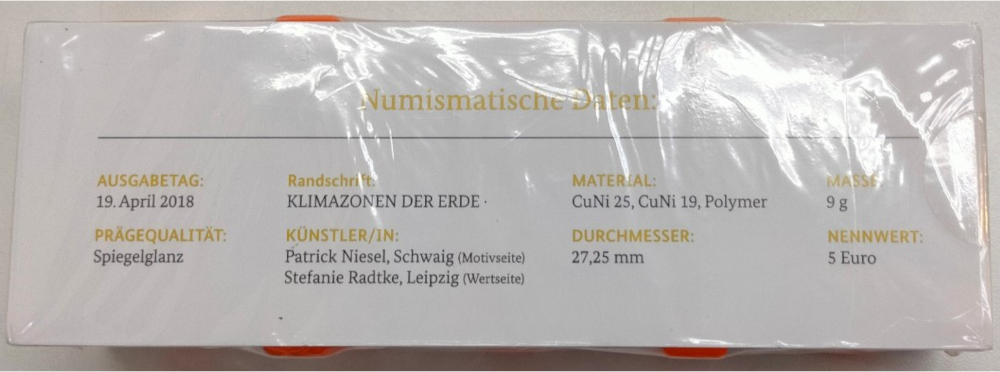 Numismatische Daten:
AUSGABETAG:
19. April 2018
PRÄGEQUALITÄT:
Spiegelglanz
Randschrift:
KLIMAZONEN DER ERDE ·
KÜNSTLER/IN:
Patrick Niesel, Schwaig (Motivseite)
Stefanie Radtke, Leipzig (Wertseite)
MATERIAL:
CuNi 25, CuNi 19, Polymer
DURCHMESSER:
27,25 mm
MASSE:
9 g
NENNWERT:
5 Euro